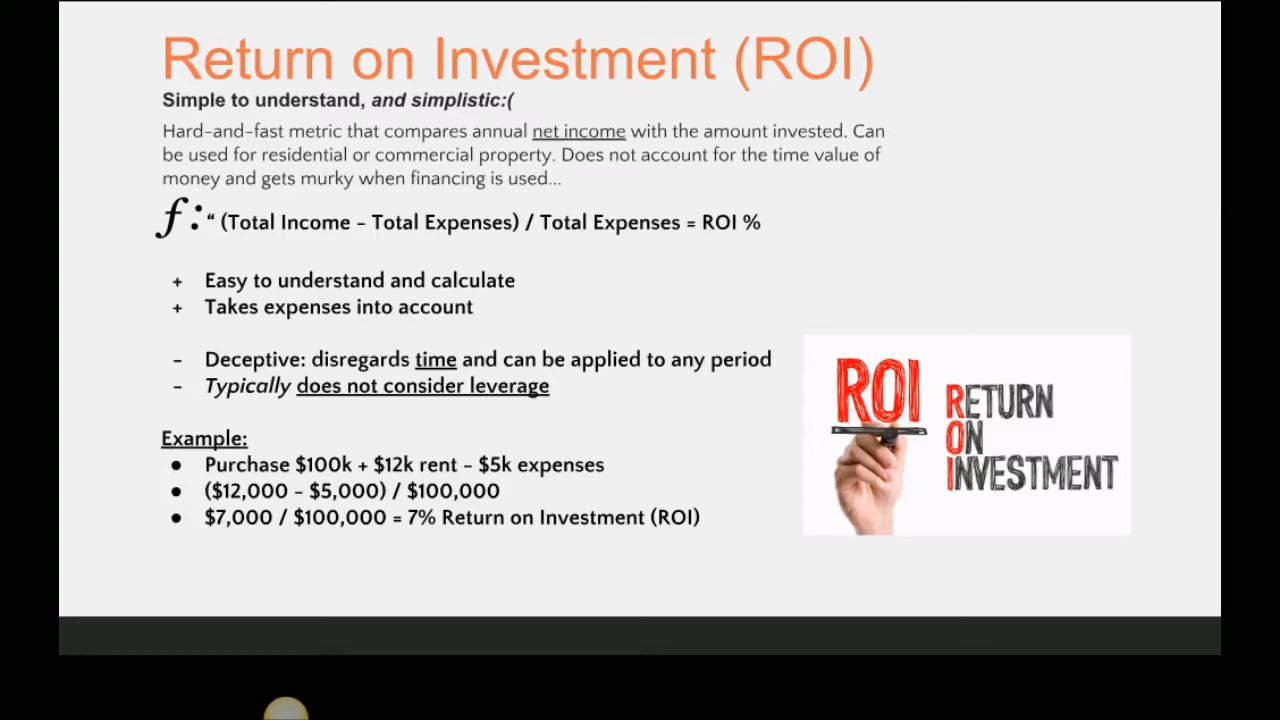 Return on Investment (ROI)
Simple to understand, and simplistic:(
Hard-and-fast metric that compares annual net income with the amount invested. Can
be used for residential or commercial property. Does not account for the time value of
money and gets murky when financing is used...
f: “ (Total Income – Total Expenses) / Total Expenses = ROI %
+ Easy to understand and calculate
+ Takes expenses into account
- Deceptive: disregards time and can be applied to any period
- Typically does not consider leverage
Example:
● Purchase $100k + $12k rent – $5k expenses
● ($12,000 – $5,000) / $100,000
● $7,000 / $100,000 = 7% Return on Investment (ROI)
ROI
RETURN
ON
INVESTMENT